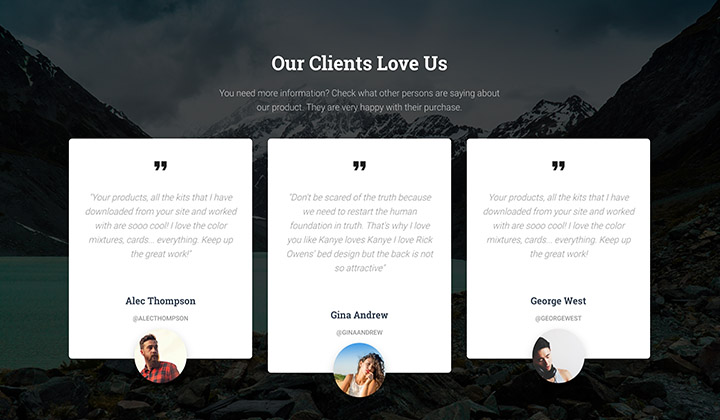 Our Clients Love Us
You need more information? Check what other persons are saying about
our product. They are very happy with their purchase.
"Your products, all the kits that I have
downloaded from your site and worked
with are sooo cool! I love the color
mixtures, cards... everything. Keep up
the great work!"
Alec Thompson
@ALECTHOMPSON
"Don't be scared of the truth because
we need to restart the human
foundation in truth. That's why I love
you like Kanye loves Kanye I love Rick
Owens' bed design but the back is not
so attractive"
Gina Andrew
@GINAANDREW
Your products, all the kits that I have
downloaded from your site and worked
with are sooo cool! I love the color
mixtures, cards... everything. Keep up
the great work!
George West
@GEORGEWEST